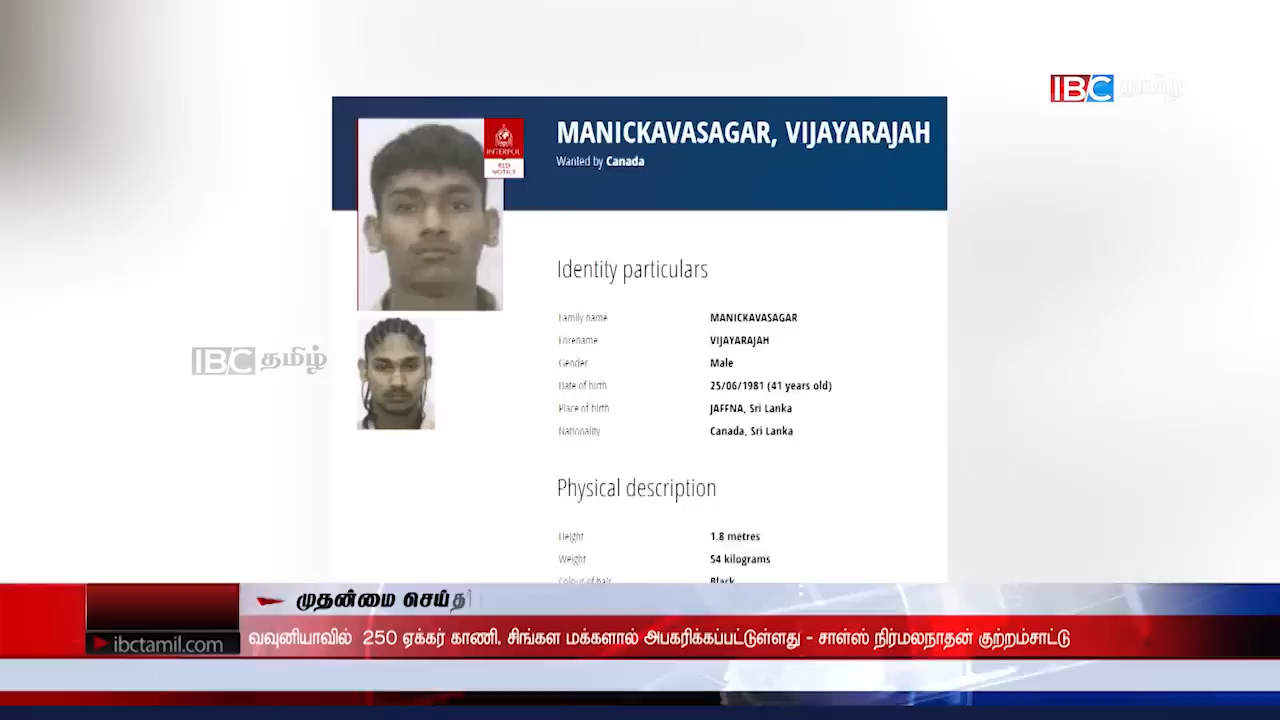 IBC தமிழ்
MANICKAVASAGAR, VIJAYARAJAH
Wanted by Canada
INTERPOL
RED
NOTICE
Identity particulars
Family name MANICKAVASAGAR
Forename VIJAYARAJAH
Gender Male
Date of birth 25/06/1981 (41 years old)
Place of birth JAFFNA, Sri Lanka
Nationality Canada, Sri Lanka
IBC தமிழ்
Physical description
Height 1.8 metres
Weight 54 kilograms
Colour of hair Black
முதன்மை செய்தி
ibctamil.com
வவுனியாவில் 250 ஏக்கர் காணி, சிங்கள மக்களால் அபகரிக்கப்பட்டுள்ளது - சாள்ஸ் நிர்மலநாதன் குற்றம்சாட்டு